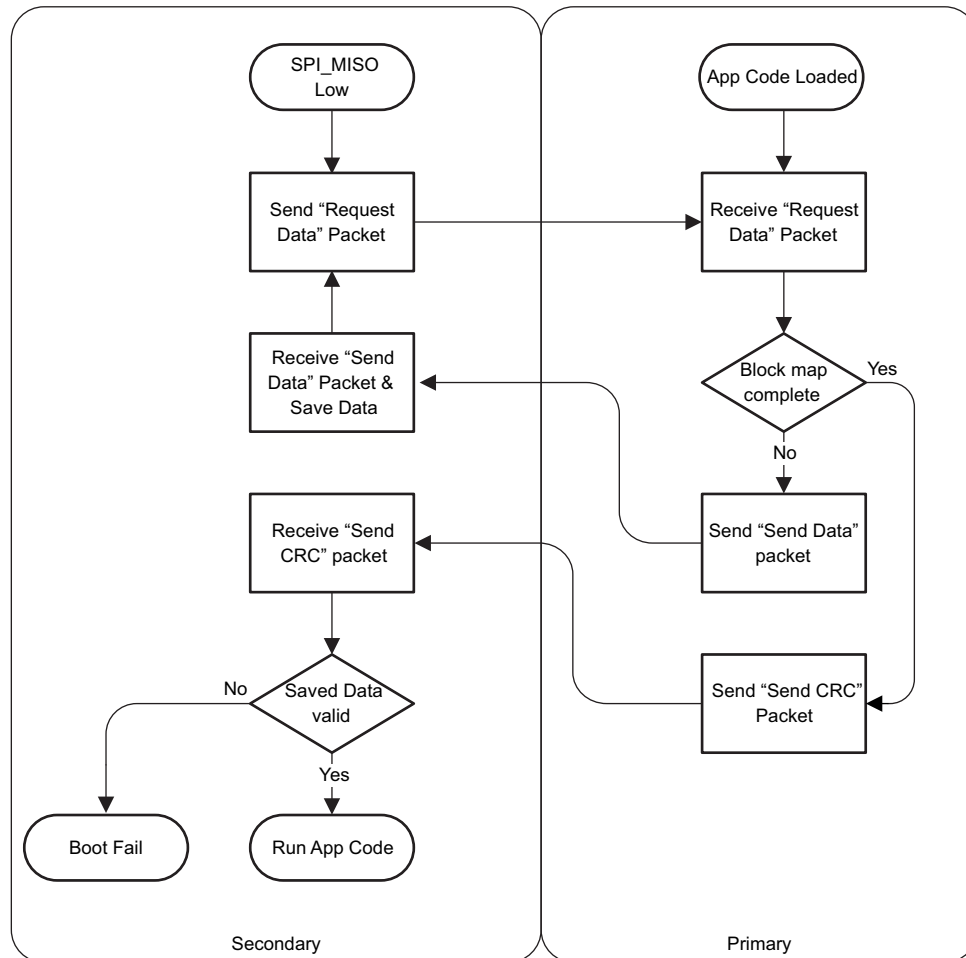 SPI_MISO
Low
Send “Request
Data” Packet
Receive “Send
Data” Packet &
Save Data
Receive “Send
CRC” packet
Saved Data
valid
No
Yes
Boot Fail
Run App Code
Secondary
App Code Loaded
Receive “Request
Data” Packet
Block map
complete
Yes
No
Send “Send Data”
packet
Send “Send CRC”
Packet
Primary